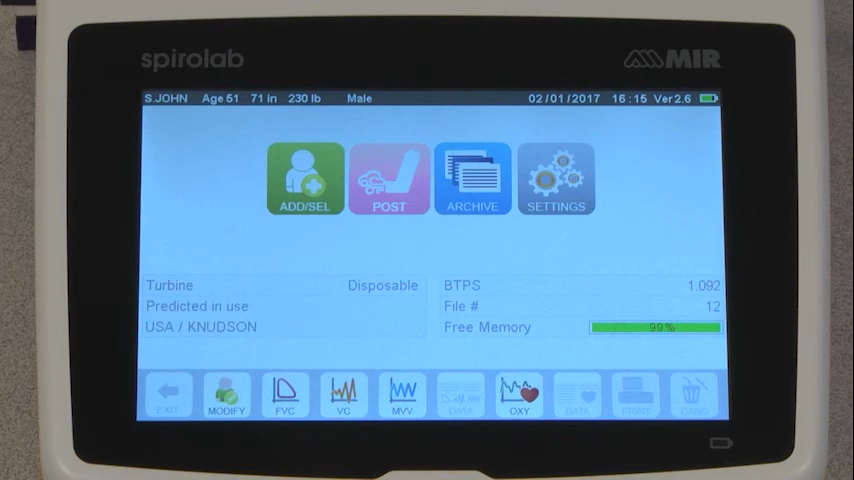 spirolab MIR
S.JOHN Age 51 71 in 230 lb Male 02/01/2017 16:15 Ver 2.6
ADD/SEL POST ARCHIVE SETTINGS
Turbine Disposable BTPS 1.092
Predicted in use File # 12
USA / KNUDSON Free Memory 99%
EXIT MODIFY FVC VC MVV DATA OXY DATA PRINT CANC